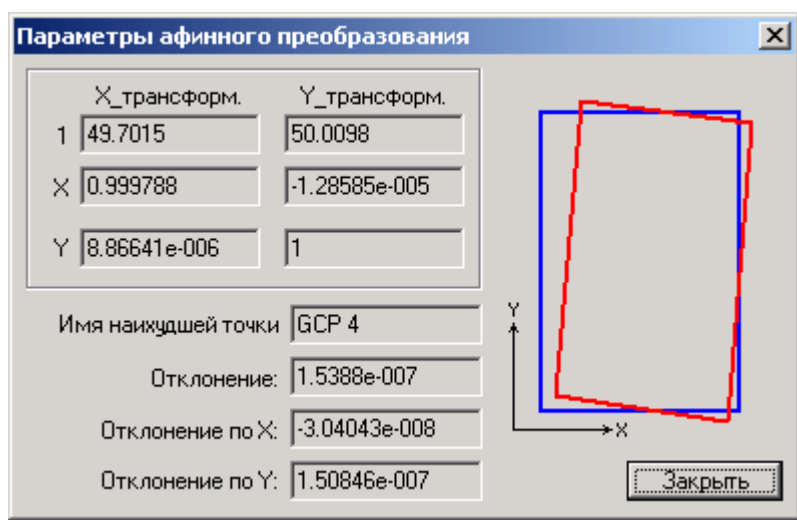 Параметры афинного преобразования
X_трансформ. Y_трансформ.
1 49.7015 50.0098
X 0.999788 -1.28585e-005
Y 8.86641e-006 1
Имя наихудшей точки GCP 4
Отклонение: 1.5388e-007
Отклонение по X: -3.04043e-008
Отклонение по Y: 1.50846e-007
Y
X
Закрыть